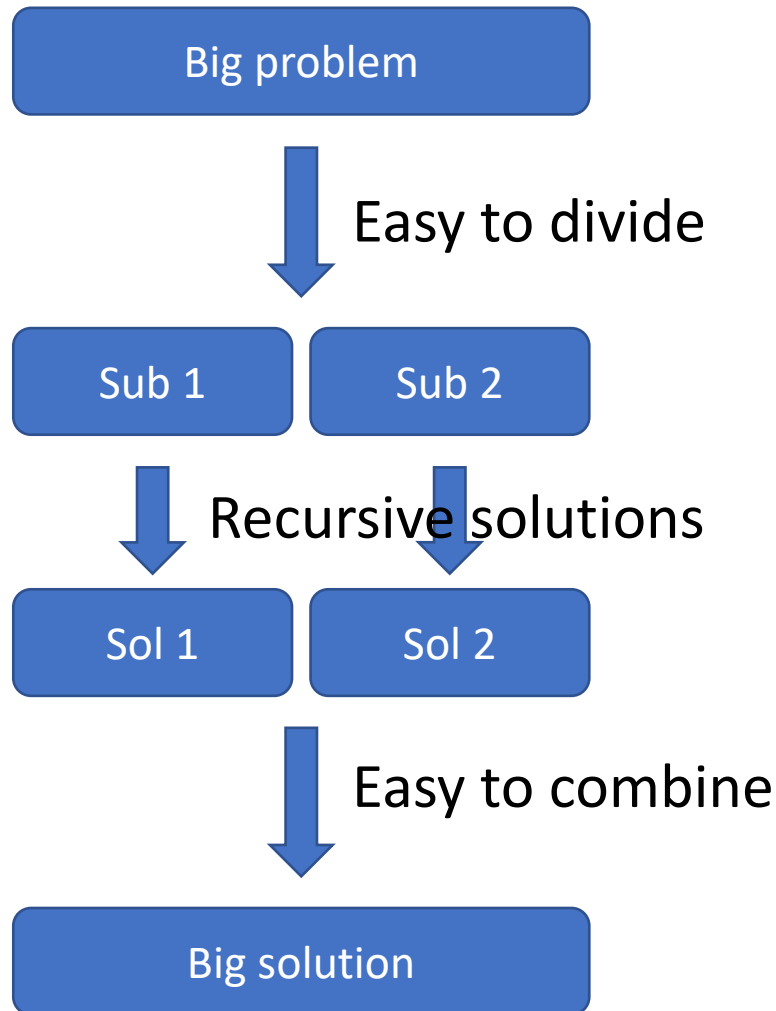 Big problem
Easy to divide
Sub 1
Sub 2
Recursive solutions
Sol 1
Sol 2
Easy to combine
Big solution